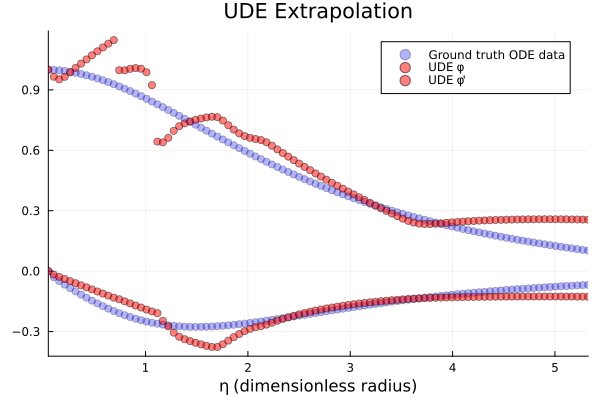 UDE Extrapolation
Ground truth ODE data
UDE φ
UDE φ'
0.9
0.6
0.3
0.0
−0.3
1
2
3
4
5
η (dimensionless radius)